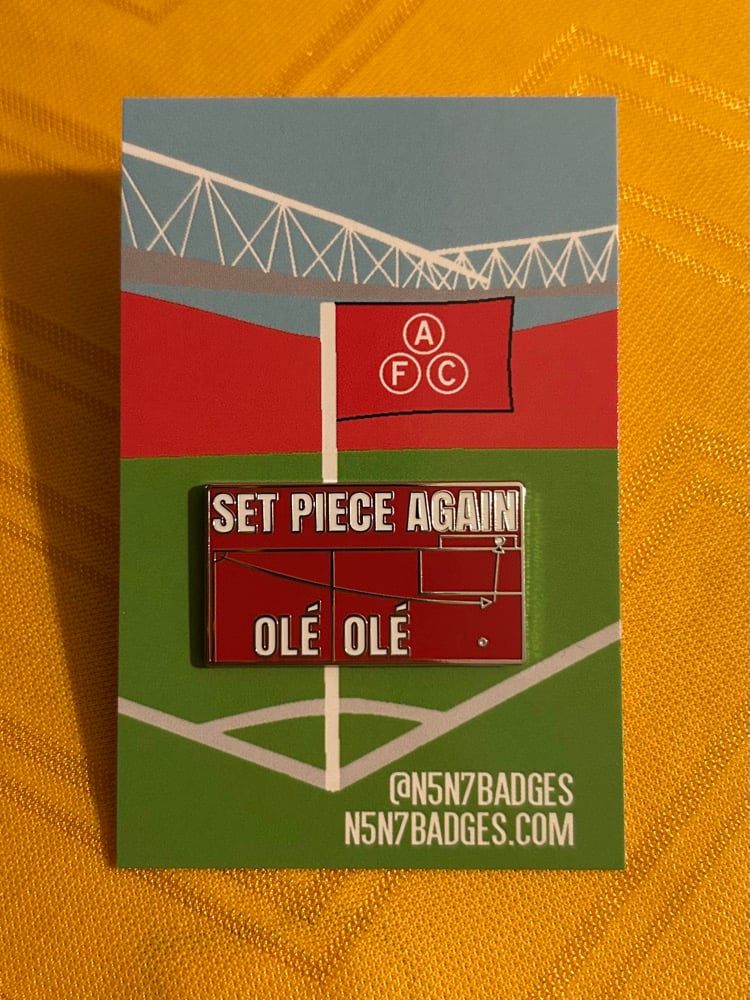 A
F C
SET PIECE AGAIN
OLÉ OLÉ
@N5N7BADGES
N5N7BADGES.COM